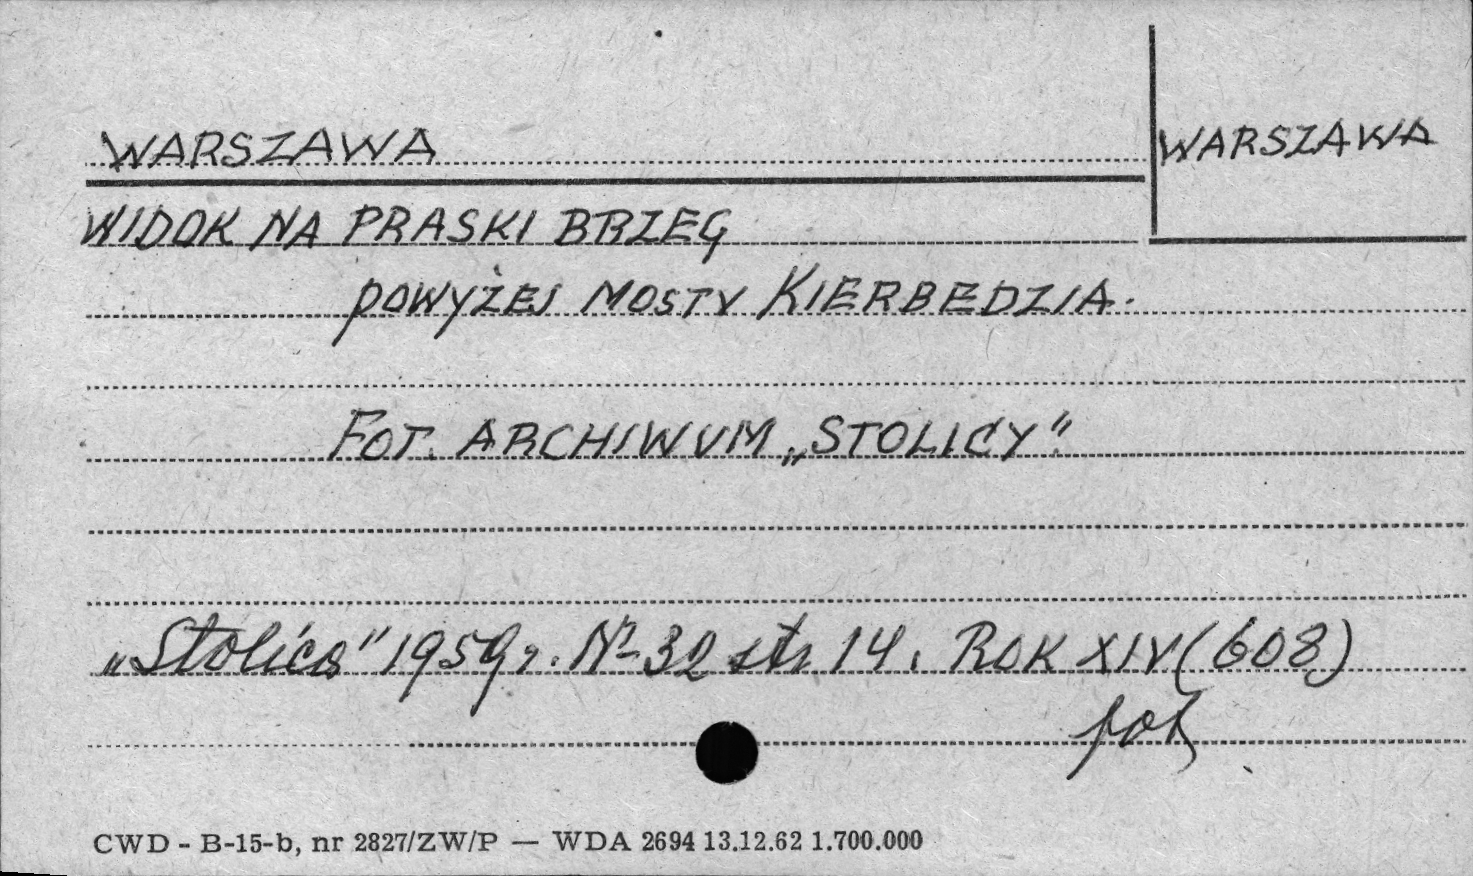 WARSZAWA
WARSZAWA
WIDOK NA PRASKI BRZEG
POWYŻEJ MOSTY KIERBEDZIA.
FOT. ARCHIWUM „STOLICY".
„Stolica" 1959 r. Nr 32 str 14. ROK XIV (608)
CWD - B-15-b, nr 2827/ZW/P — WDA 2694 13.12.62 1.700.000